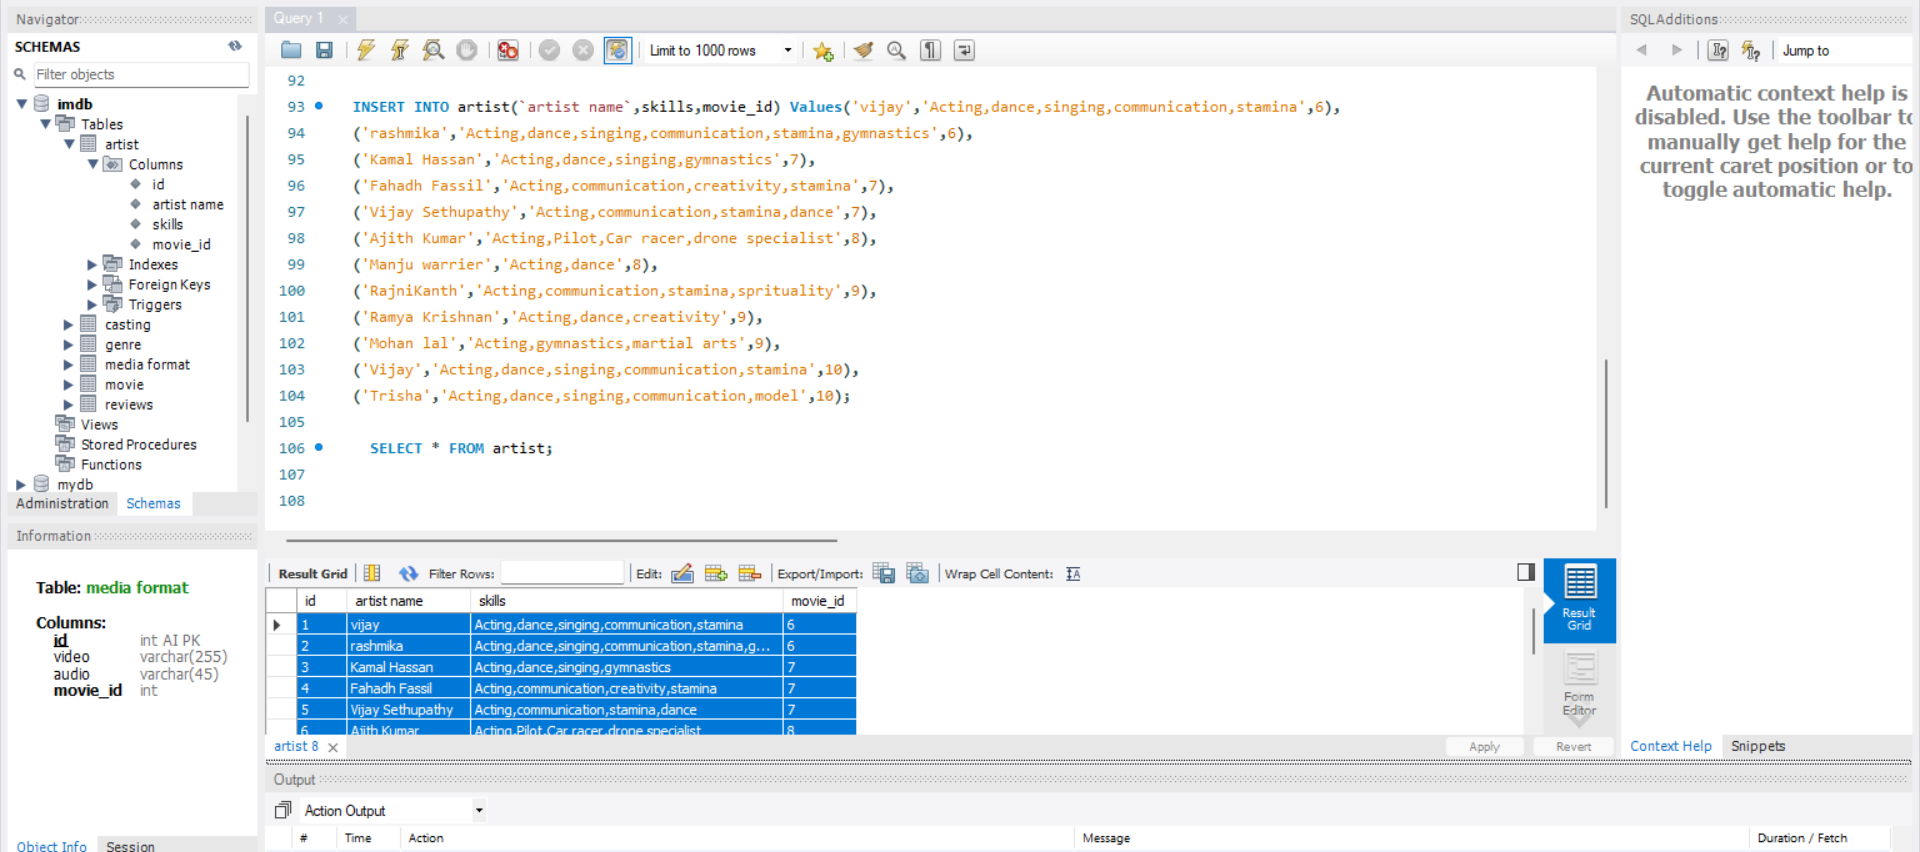 Navigator
SCHEMAS
Filter objects
imdb
Tables
artist
Columns
id
artist name
skills
movie_id
Indexes
Foreign Keys
Triggers
casting
genre
media format
movie
reviews
Views
Stored Procedures
Functions
mydb
Administration Schemas
Information
Table: media format
Columns:
id int AI PK
video varchar(255)
audio varchar(45)
movie_id int
Object Info Session
Query 1
Limit to 1000 rows
92
93 INSERT INTO artist(`artist name`,skills,movie_id) Values('vijay','Acting,dance,singing,communication,stamina',6),
94 ('rashmika','Acting,dance,singing,communication,stamina,gymnastics',6),
95 ('Kamal Hassan','Acting,dance,singing,gymnastics',7),
96 ('Fahadh Fassil','Acting,communication,creativity,stamina',7),
97 ('Vijay Sethupathy','Acting,communication,stamina,dance',7),
98 ('Ajith Kumar','Acting,Pilot,Car racer,drone specialist',8),
99 ('Manju warrier','Acting,dance',8),
100 ('RajniKanth','Acting,communication,stamina,sprituality',9),
101 ('Ramya Krishnan','Acting,dance,creativity',9),
102 ('Mohan lal','Acting,gymnastics,martial arts',9),
103 ('Vijay','Acting,dance,singing,communication,stamina',10),
104 ('Trisha','Acting,dance,singing,communication,model',10);
105
106 SELECT * FROM artist;
107
108
Result Grid Filter Rows: Edit: Export/Import: Wrap Cell Content:
id artist name skills movie_id
1 vijay Acting,dance,singing,communication,stamina 6
2 rashmika Acting,dance,singing,communication,stamina,g... 6
3 Kamal Hassan Acting,dance,singing,gymnastics 7
4 Fahadh Fassil Acting,communication,creativity,stamina 7
5 Vijay Sethupathy Acting,communication,stamina,dance 7
6 Ajith Kumar Acting,Pilot,Car racer,drone specialist 8
Result
Grid
Form
Editor
artist 8 Apply Revert
Output
Action Output
# Time Action Message Duration / Fetch
SQLAdditions
Jump to
Automatic context help is
disabled. Use the toolbar to
manually get help for the
current caret position or to
toggle automatic help.
Context Help Snippets